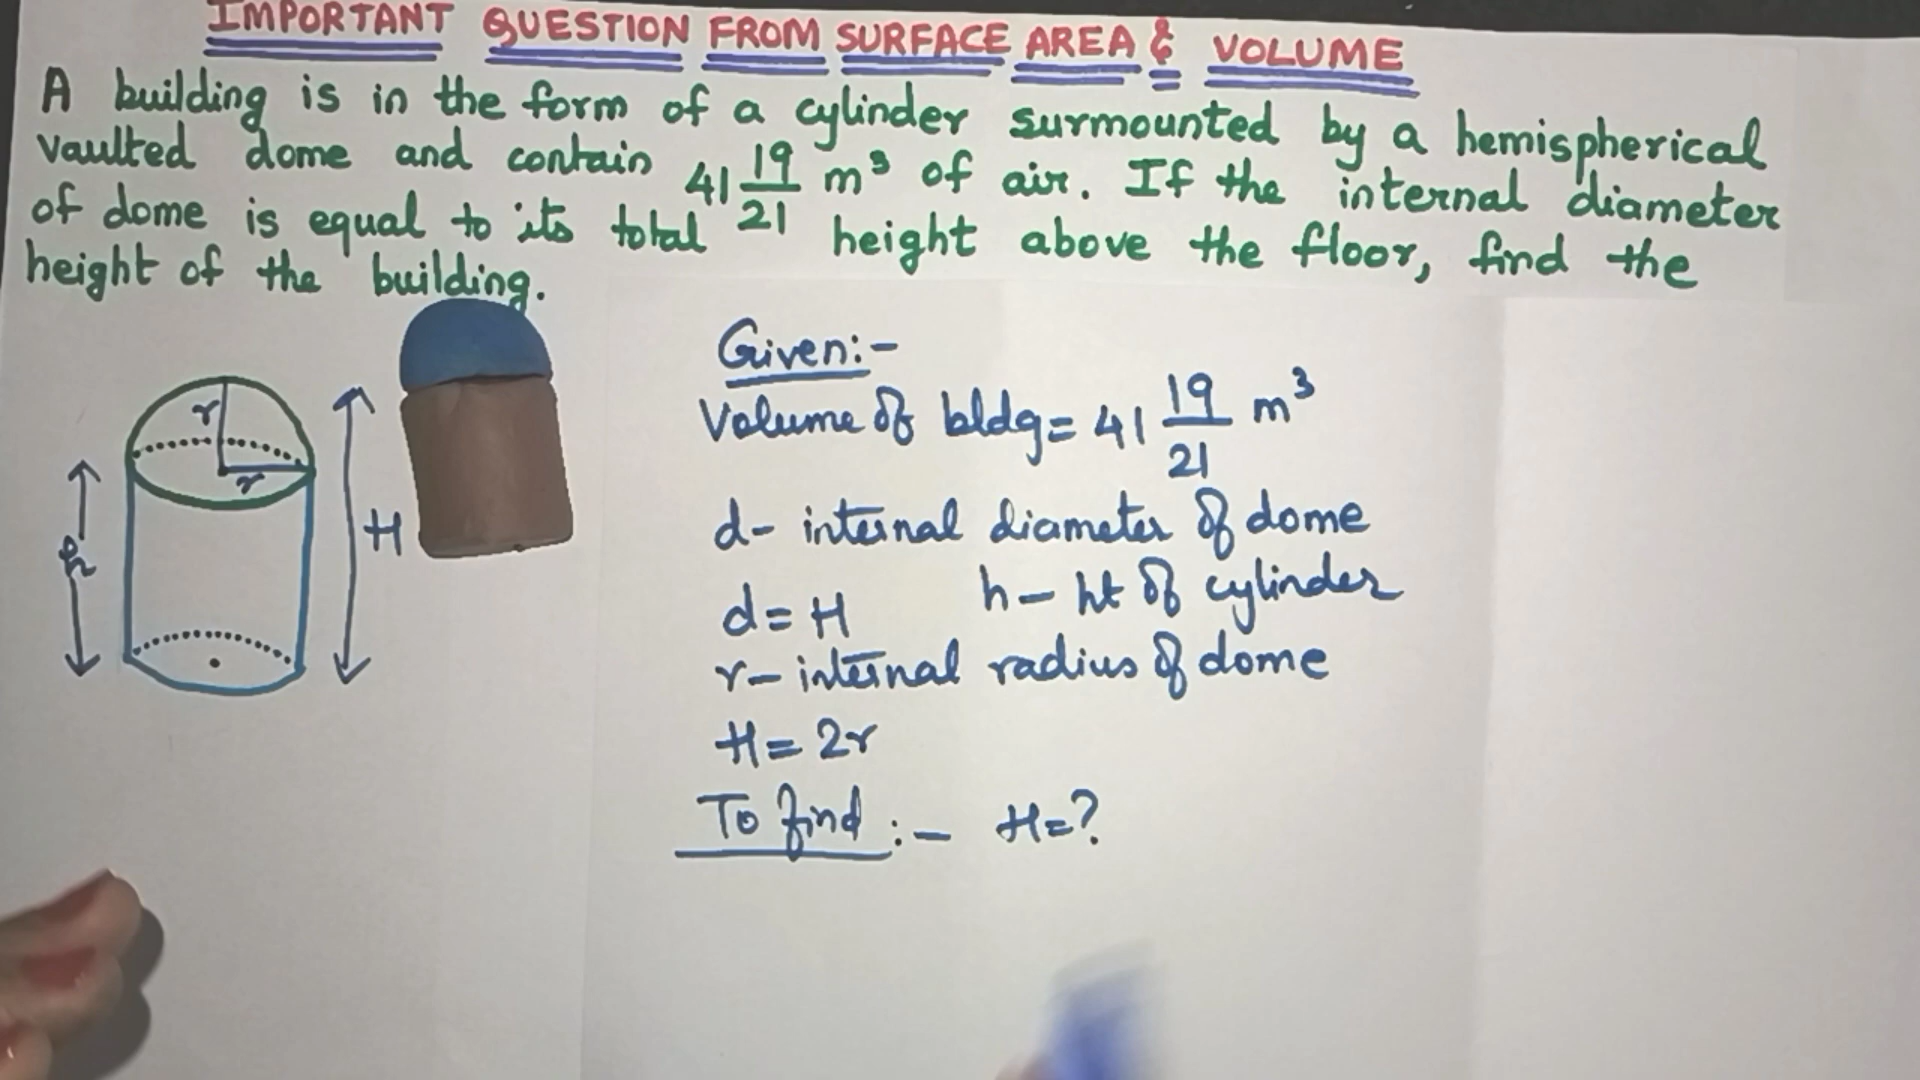 IMPORTANT QUESTION FROM SURFACE AREA & VOLUME
A building is in the form of a cylinder surmounted by a hemispherical
vaulted dome and contain 41 19/21 m³ of air. If the internal diameter
of dome is equal to its total height above the floor, find the
height of the building.
Given:-
Volume of bldg = 41 19/21 m³
d - internal diameter of dome
d = H h - ht of cylinder
r - internal radius of dome
H = 2r
To find :- H = ?
r
r
h
H